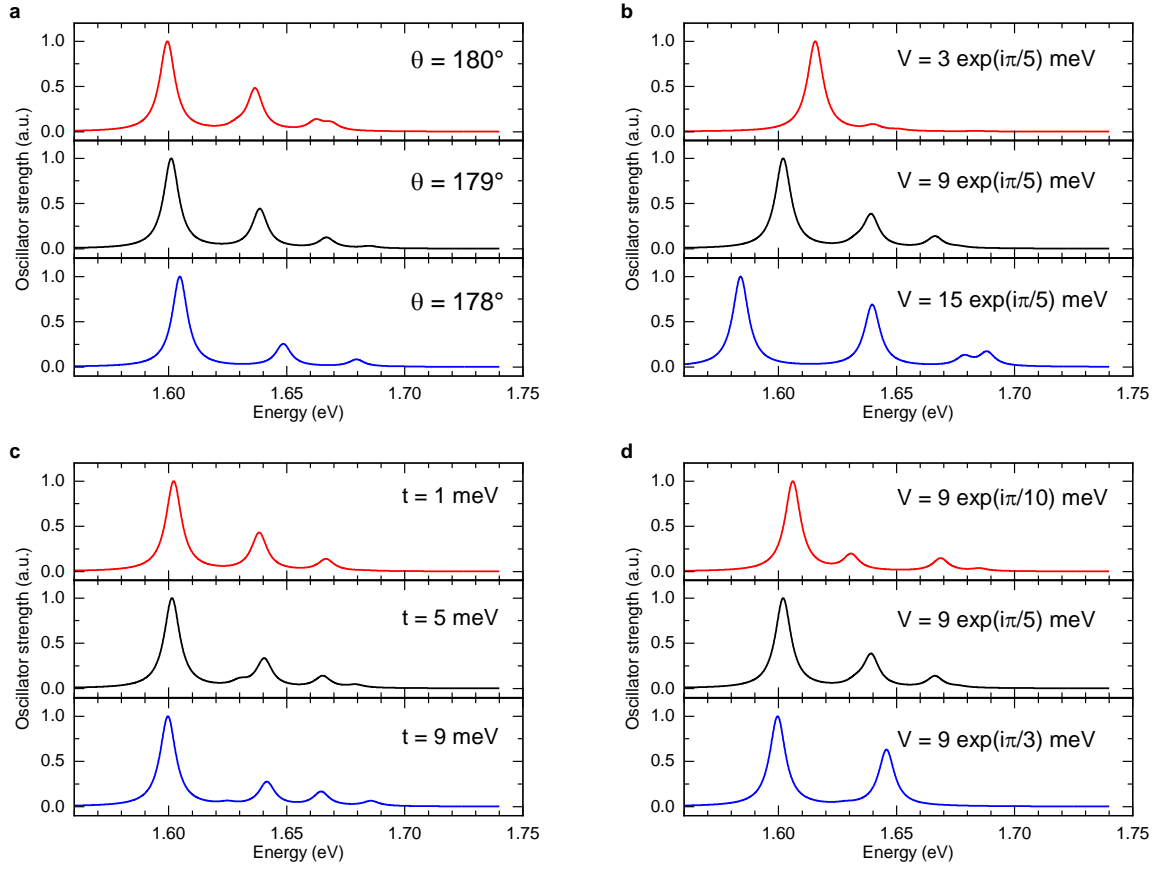 a
Oscillator strength (a.u.)
1.0
0.5
0.0
θ = 180°
1.0
0.5
0.0
θ = 179°
1.0
0.5
0.0
θ = 178°
1.60 1.65 1.70 1.75
Energy (eV)
b
Oscillator strength (a.u.)
1.0
0.5
0.0
V = 3 exp(iπ/5) meV
1.0
0.5
0.0
V = 9 exp(iπ/5) meV
1.0
0.5
0.0
V = 15 exp(iπ/5) meV
1.60 1.65 1.70 1.75
Energy (eV)
c
Oscillator strength (a.u.)
1.0
0.5
0.0
t = 1 meV
1.0
0.5
0.0
t = 5 meV
1.0
0.5
0.0
t = 9 meV
1.60 1.65 1.70 1.75
Energy (eV)
d
Oscillator strength (a.u.)
1.0
0.5
0.0
V = 9 exp(iπ/10) meV
1.0
0.5
0.0
V = 9 exp(iπ/5) meV
1.0
0.5
0.0
V = 9 exp(iπ/3) meV
1.60 1.65 1.70 1.75
Energy (eV)